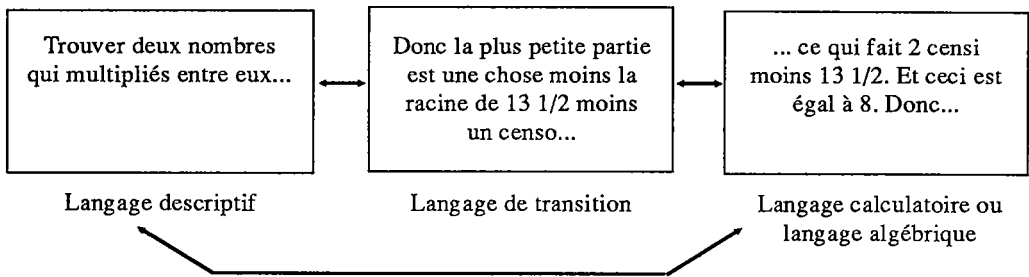 Trouver deux nombres
qui multipliés entre eux...
Donc la plus petite partie
est une chose moins la
racine de 13 1/2 moins
un censo...
... ce qui fait 2 censi
moins 13 1/2. Et ceci est
égal à 8. Donc...
Langage descriptif
Langage de transition
Langage calculatoire ou
langage algébrique